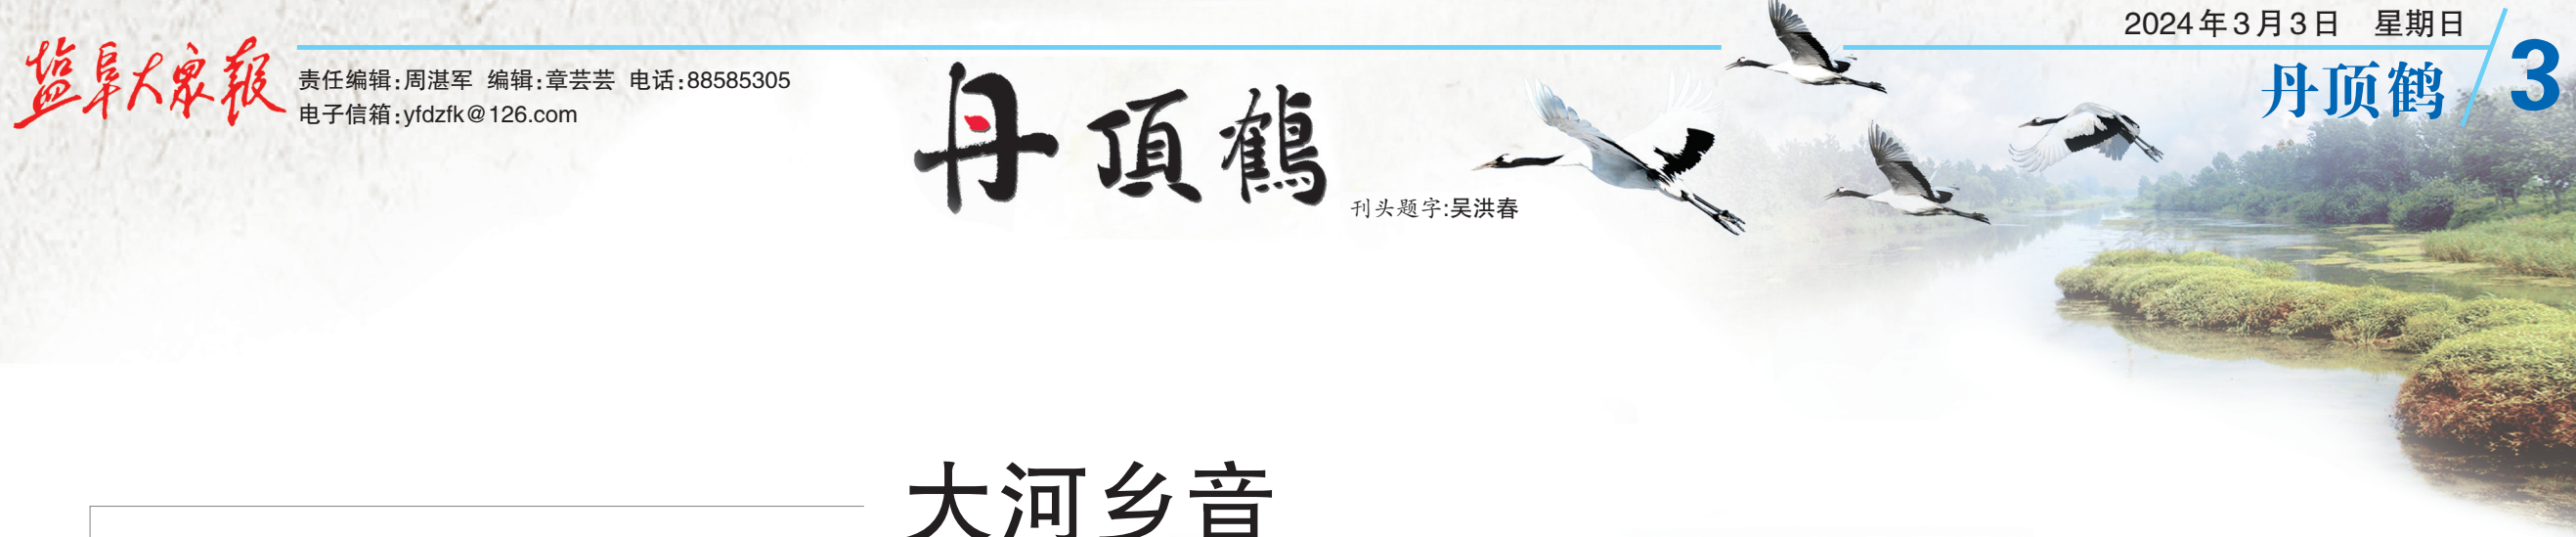 盐阜大众报
责任编辑:周湛军 编辑:章芸芸 电话:88585305
电子信箱:yfdzfk@126.com
丹頂鶴
刊头题字:吴洪春
2024年3月3日 星期日
丹顶鹤
3
大河乡音